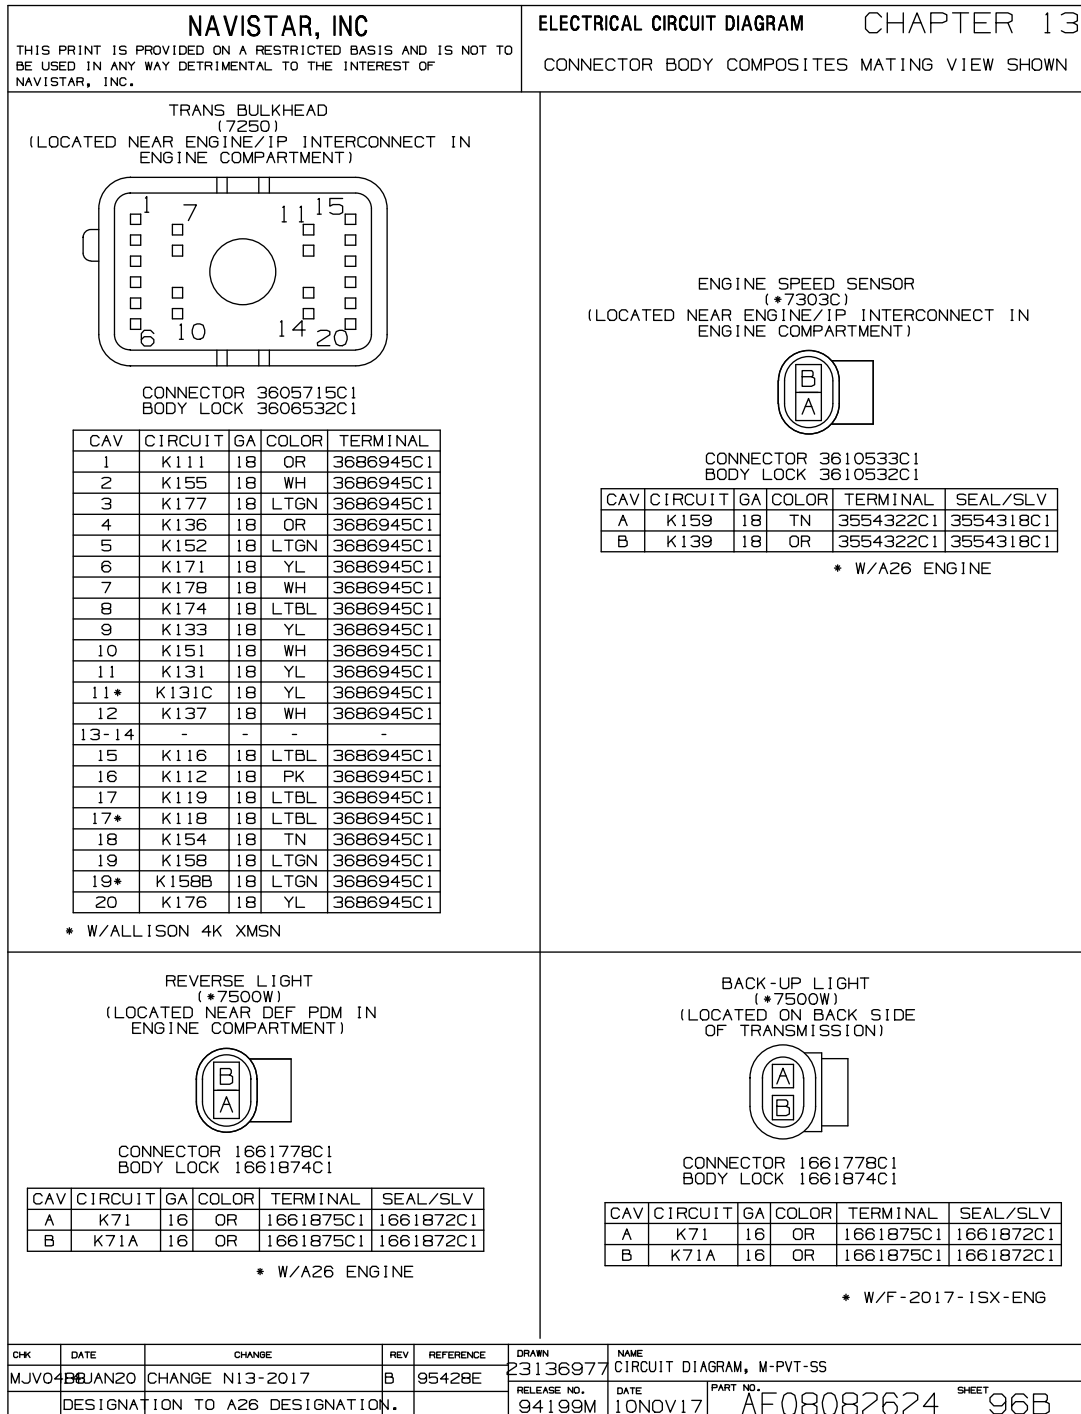 NAVISTAR, INC
THIS PRINT IS PROVIDED ON A RESTRICTED BASIS AND IS NOT TO
BE USED IN ANY WAY DETRIMENTAL TO THE INTEREST OF
NAVISTAR, INC.
ELECTRICAL CIRCUIT DIAGRAM CHAPTER 13
CONNECTOR BODY COMPOSITES MATING VIEW SHOWN
TRANS BULKHEAD
(7250)
(LOCATED NEAR ENGINE/IP INTERCONNECT IN
ENGINE COMPARTMENT)
1 7 11 15
6 10 14 20
CONNECTOR 3605715C1
BODY LOCK 3606532C1
CAV CIRCUIT GA COLOR TERMINAL
1 K111 18 OR 3686945C1
2 K155 18 WH 3686945C1
3 K177 18 LTGN 3686945C1
4 K136 18 OR 3686945C1
5 K152 18 LTGN 3686945C1
6 K171 18 YL 3686945C1
7 K178 18 WH 3686945C1
8 K174 18 LTBL 3686945C1
9 K133 18 YL 3686945C1
10 K151 18 WH 3686945C1
11 K131 18 YL 3686945C1
11* K131C 18 YL 3686945C1
12 K137 18 WH 3686945C1
13-14 - - - -
15 K116 18 LTBL 3686945C1
16 K112 18 PK 3686945C1
17 K119 18 LTBL 3686945C1
17* K118 18 LTBL 3686945C1
18 K154 18 TN 3686945C1
19 K158 18 LTGN 3686945C1
19* K158B 18 LTGN 3686945C1
20 K176 18 YL 3686945C1
* W/ALLISON 4K XMSN
ENGINE SPEED SENSOR
(*7303C)
(LOCATED NEAR ENGINE/IP INTERCONNECT IN
ENGINE COMPARTMENT)
B
A
CONNECTOR 3610533C1
BODY LOCK 3610532C1
CAV CIRCUIT GA COLOR TERMINAL SEAL/SLV
A K159 18 TN 3554322C1 3554318C1
B K139 18 OR 3554322C1 3554318C1
* W/A26 ENGINE
REVERSE LIGHT
(*7500W)
(LOCATED NEAR DEF PDM IN
ENGINE COMPARTMENT)
B
A
CONNECTOR 1661778C1
BODY LOCK 1661874C1
CAV CIRCUIT GA COLOR TERMINAL SEAL/SLV
A K71 16 OR 1661875C1 1661872C1
B K71A 16 OR 1661875C1 1661872C1
* W/A26 ENGINE
BACK-UP LIGHT
(*7500W)
(LOCATED ON BACK SIDE
OF TRANSMISSION)
A
B
CONNECTOR 1661778C1
BODY LOCK 1661874C1
CAV CIRCUIT GA COLOR TERMINAL SEAL/SLV
A K71 16 OR 1661875C1 1661872C1
B K71A 16 OR 1661875C1 1661872C1
* W/F-2017-ISX-ENG
CHK DATE CHANGE REV REFERENCE
CHANGE N13-2017 B 95428E
DESIGNATION TO A26 DESIGNATION.
DRAWN
23136977
NAME
CIRCUIT DIAGRAM, M-PVT-SS
RELEASE NO.
94199M
DATE
10NOV17
PART NO.
AF08082624
SHEET
96B